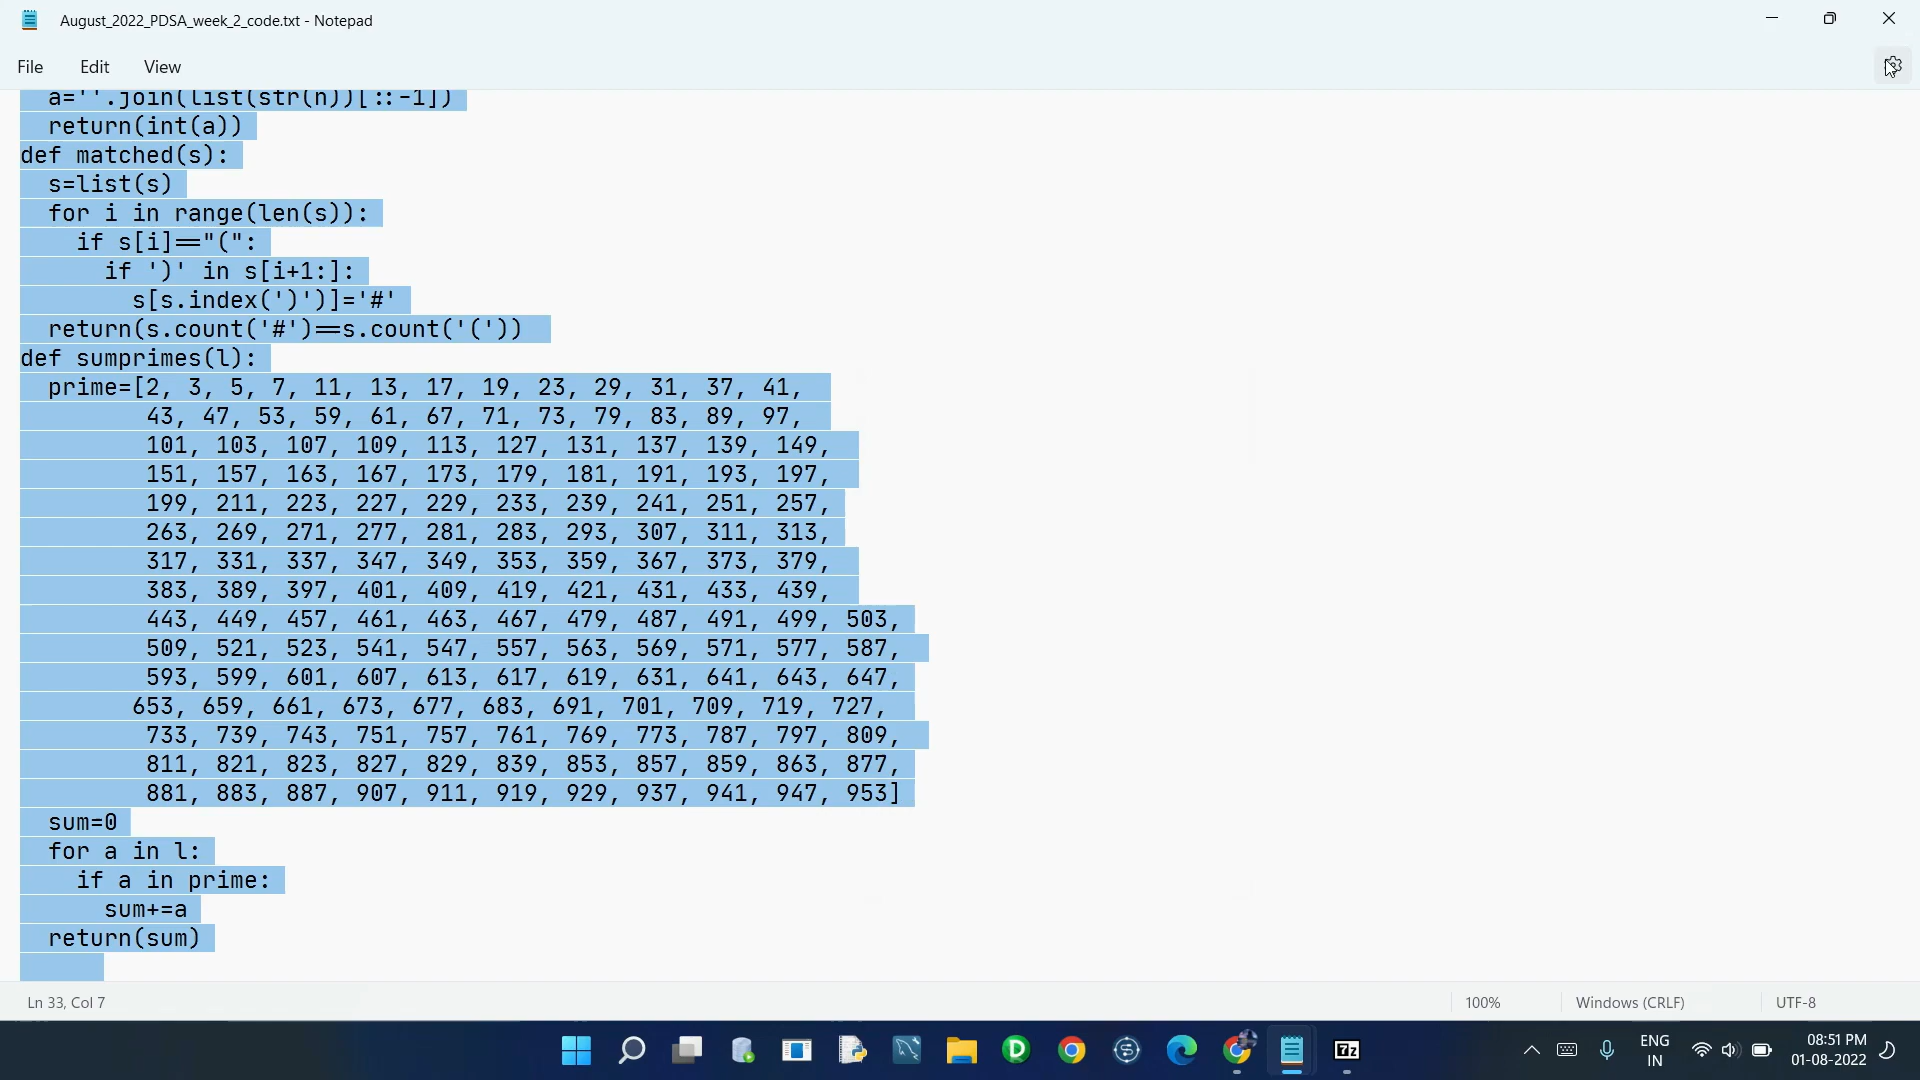 August_2022_PDSA_week_2_code.txt - Notepad
File Edit View
a=''.join(list(str(n))[::-1])
return(int(a))
def matched(s):
s=list(s)
for i in range(len(s)):
if s[i]=="(":
if ')' in s[i+1:]:
s[s.index(')')]='#'
return(s.count('#')==s.count('('))
def sumprimes(l):
prime=[2, 3, 5, 7, 11, 13, 17, 19, 23, 29, 31, 37, 41,
43, 47, 53, 59, 61, 67, 71, 73, 79, 83, 89, 97,
101, 103, 107, 109, 113, 127, 131, 137, 139, 149,
151, 157, 163, 167, 173, 179, 181, 191, 193, 197,
199, 211, 223, 227, 229, 233, 239, 241, 251, 257,
263, 269, 271, 277, 281, 283, 293, 307, 311, 313,
317, 331, 337, 347, 349, 353, 359, 367, 373, 379,
383, 389, 397, 401, 409, 419, 421, 431, 433, 439,
443, 449, 457, 461, 463, 467, 479, 487, 491, 499, 503,
509, 521, 523, 541, 547, 557, 563, 569, 571, 577, 587,
593, 599, 601, 607, 613, 617, 619, 631, 641, 643, 647,
653, 659, 661, 673, 677, 683, 691, 701, 709, 719, 727,
733, 739, 743, 751, 757, 761, 769, 773, 787, 797, 809,
811, 821, 823, 827, 829, 839, 853, 857, 859, 863, 877,
881, 883, 887, 907, 911, 919, 929, 937, 941, 947, 953]
sum=0
for a in l:
if a in prime:
sum+=a
return(sum)
Ln 33, Col 7 100% Windows (CRLF) UTF-8
D 7z
ENG
IN
08:51 PM
01-08-2022